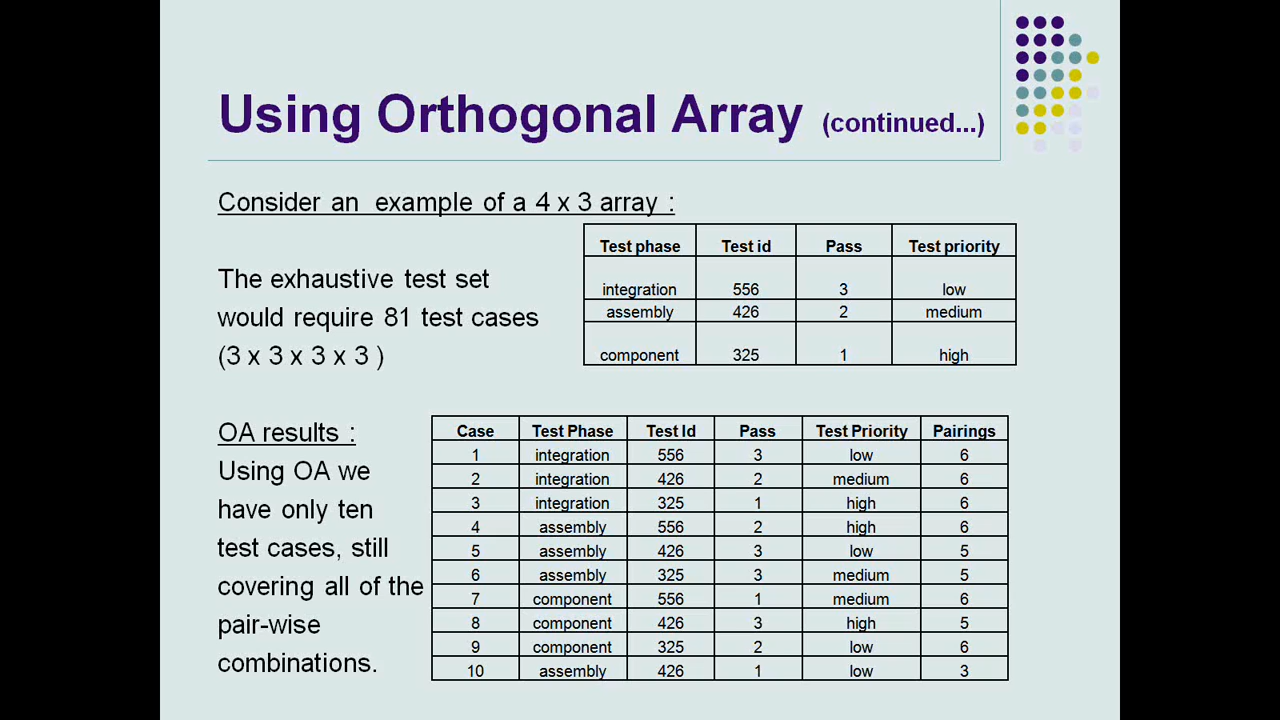 Using Orthogonal Array (continued...)
Consider an example of a 4 x 3 array :
The exhaustive test set
would require 81 test cases
(3 x 3 x 3 x 3 )
Test phase Test id Pass Test priority
integration 556 3 low
assembly 426 2 medium
component 325 1 high
OA results :
Using OA we
have only ten
test cases, still
covering all of the
pair-wise
combinations.
Case Test Phase Test Id Pass Test Priority Pairings
1 integration 556 3 low 6
2 integration 426 2 medium 6
3 integration 325 1 high 6
4 assembly 556 2 high 6
5 assembly 426 3 low 5
6 assembly 325 3 medium 5
7 component 556 1 medium 6
8 component 426 3 high 5
9 component 325 2 low 6
10 assembly 426 1 low 3